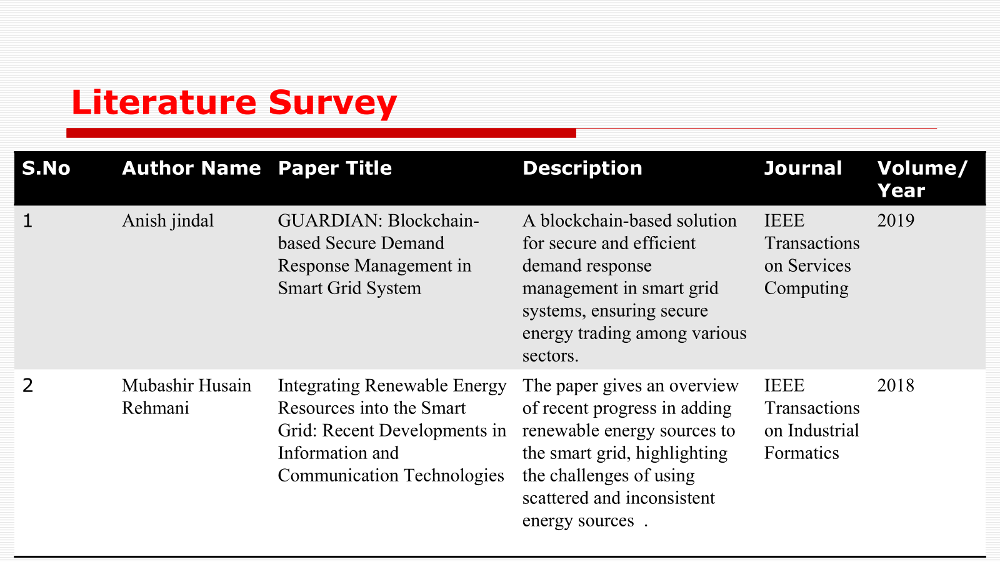 Literature Survey
S.No Author Name Paper Title Description Journal Volume/
Year
1 Anish jindal GUARDIAN: Blockchain- A blockchain-based solution IEEE 2019
based Secure Demand for secure and efficient Transactions
Response Management in demand response on Services
Smart Grid System management in smart grid Computing
systems, ensuring secure
energy trading among various
sectors.
2 Mubashir Husain Integrating Renewable Energy The paper gives an overview IEEE 2018
Rehmani Resources into the Smart of recent progress in adding Transactions
Grid: Recent Developments in renewable energy sources to on Industrial
Information and the smart grid, highlighting Formatics
Communication Technologies the challenges of using
scattered and inconsistent
energy sources .